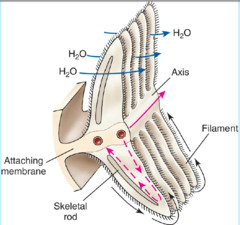 H2O
H2O
H2O
Axis
Filament
Attaching
membrane
Skeletal
rod